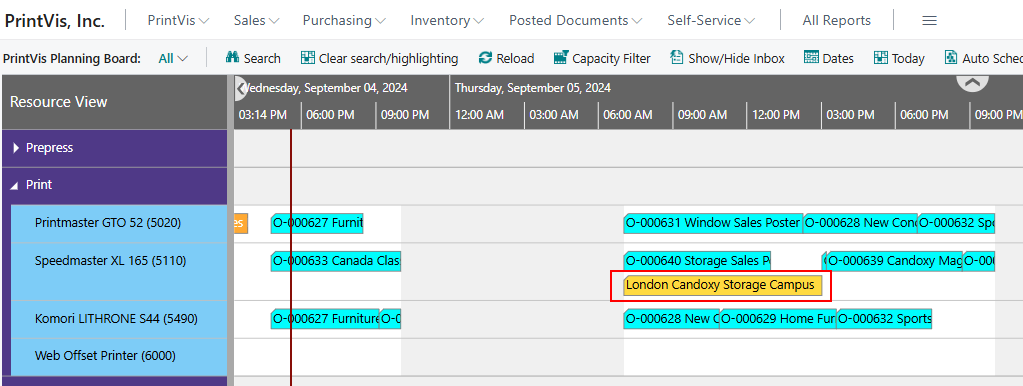 PrintVis, Inc. PrintVis Sales Purchasing Inventory Posted Documents Self-Service All Reports
PrintVis Planning Board: All Search Clear search/highlighting Reload Capacity Filter Show/Hide Inbox Dates Today Auto Sche
Resource View
Wednesday, September 04, 2024 Thursday, September 05, 2024
03:14 PM 06:00 PM 09:00 PM 12:00 AM 03:00 AM 06:00 AM 09:00 AM 12:00 PM 03:00 PM 06:00 PM 09:00 PM
Prepress
Print
Printmaster GTO 52 (5020) es O-000627 Furnit O-000631 Window Sales Poster O-000628 New Con O-000632 Spo
Speedmaster XL 165 (5110) O-000633 Canada Clas O-000640 Storage Sales P O-000639 Candoxy Mag O-00
London Candoxy Storage Campus
Komori LITHRONE S44 (5490) O-000627 Furniture O-0 O-000628 New C O-000629 Home Fur O-000632 Sports
Web Offset Printer (6000)